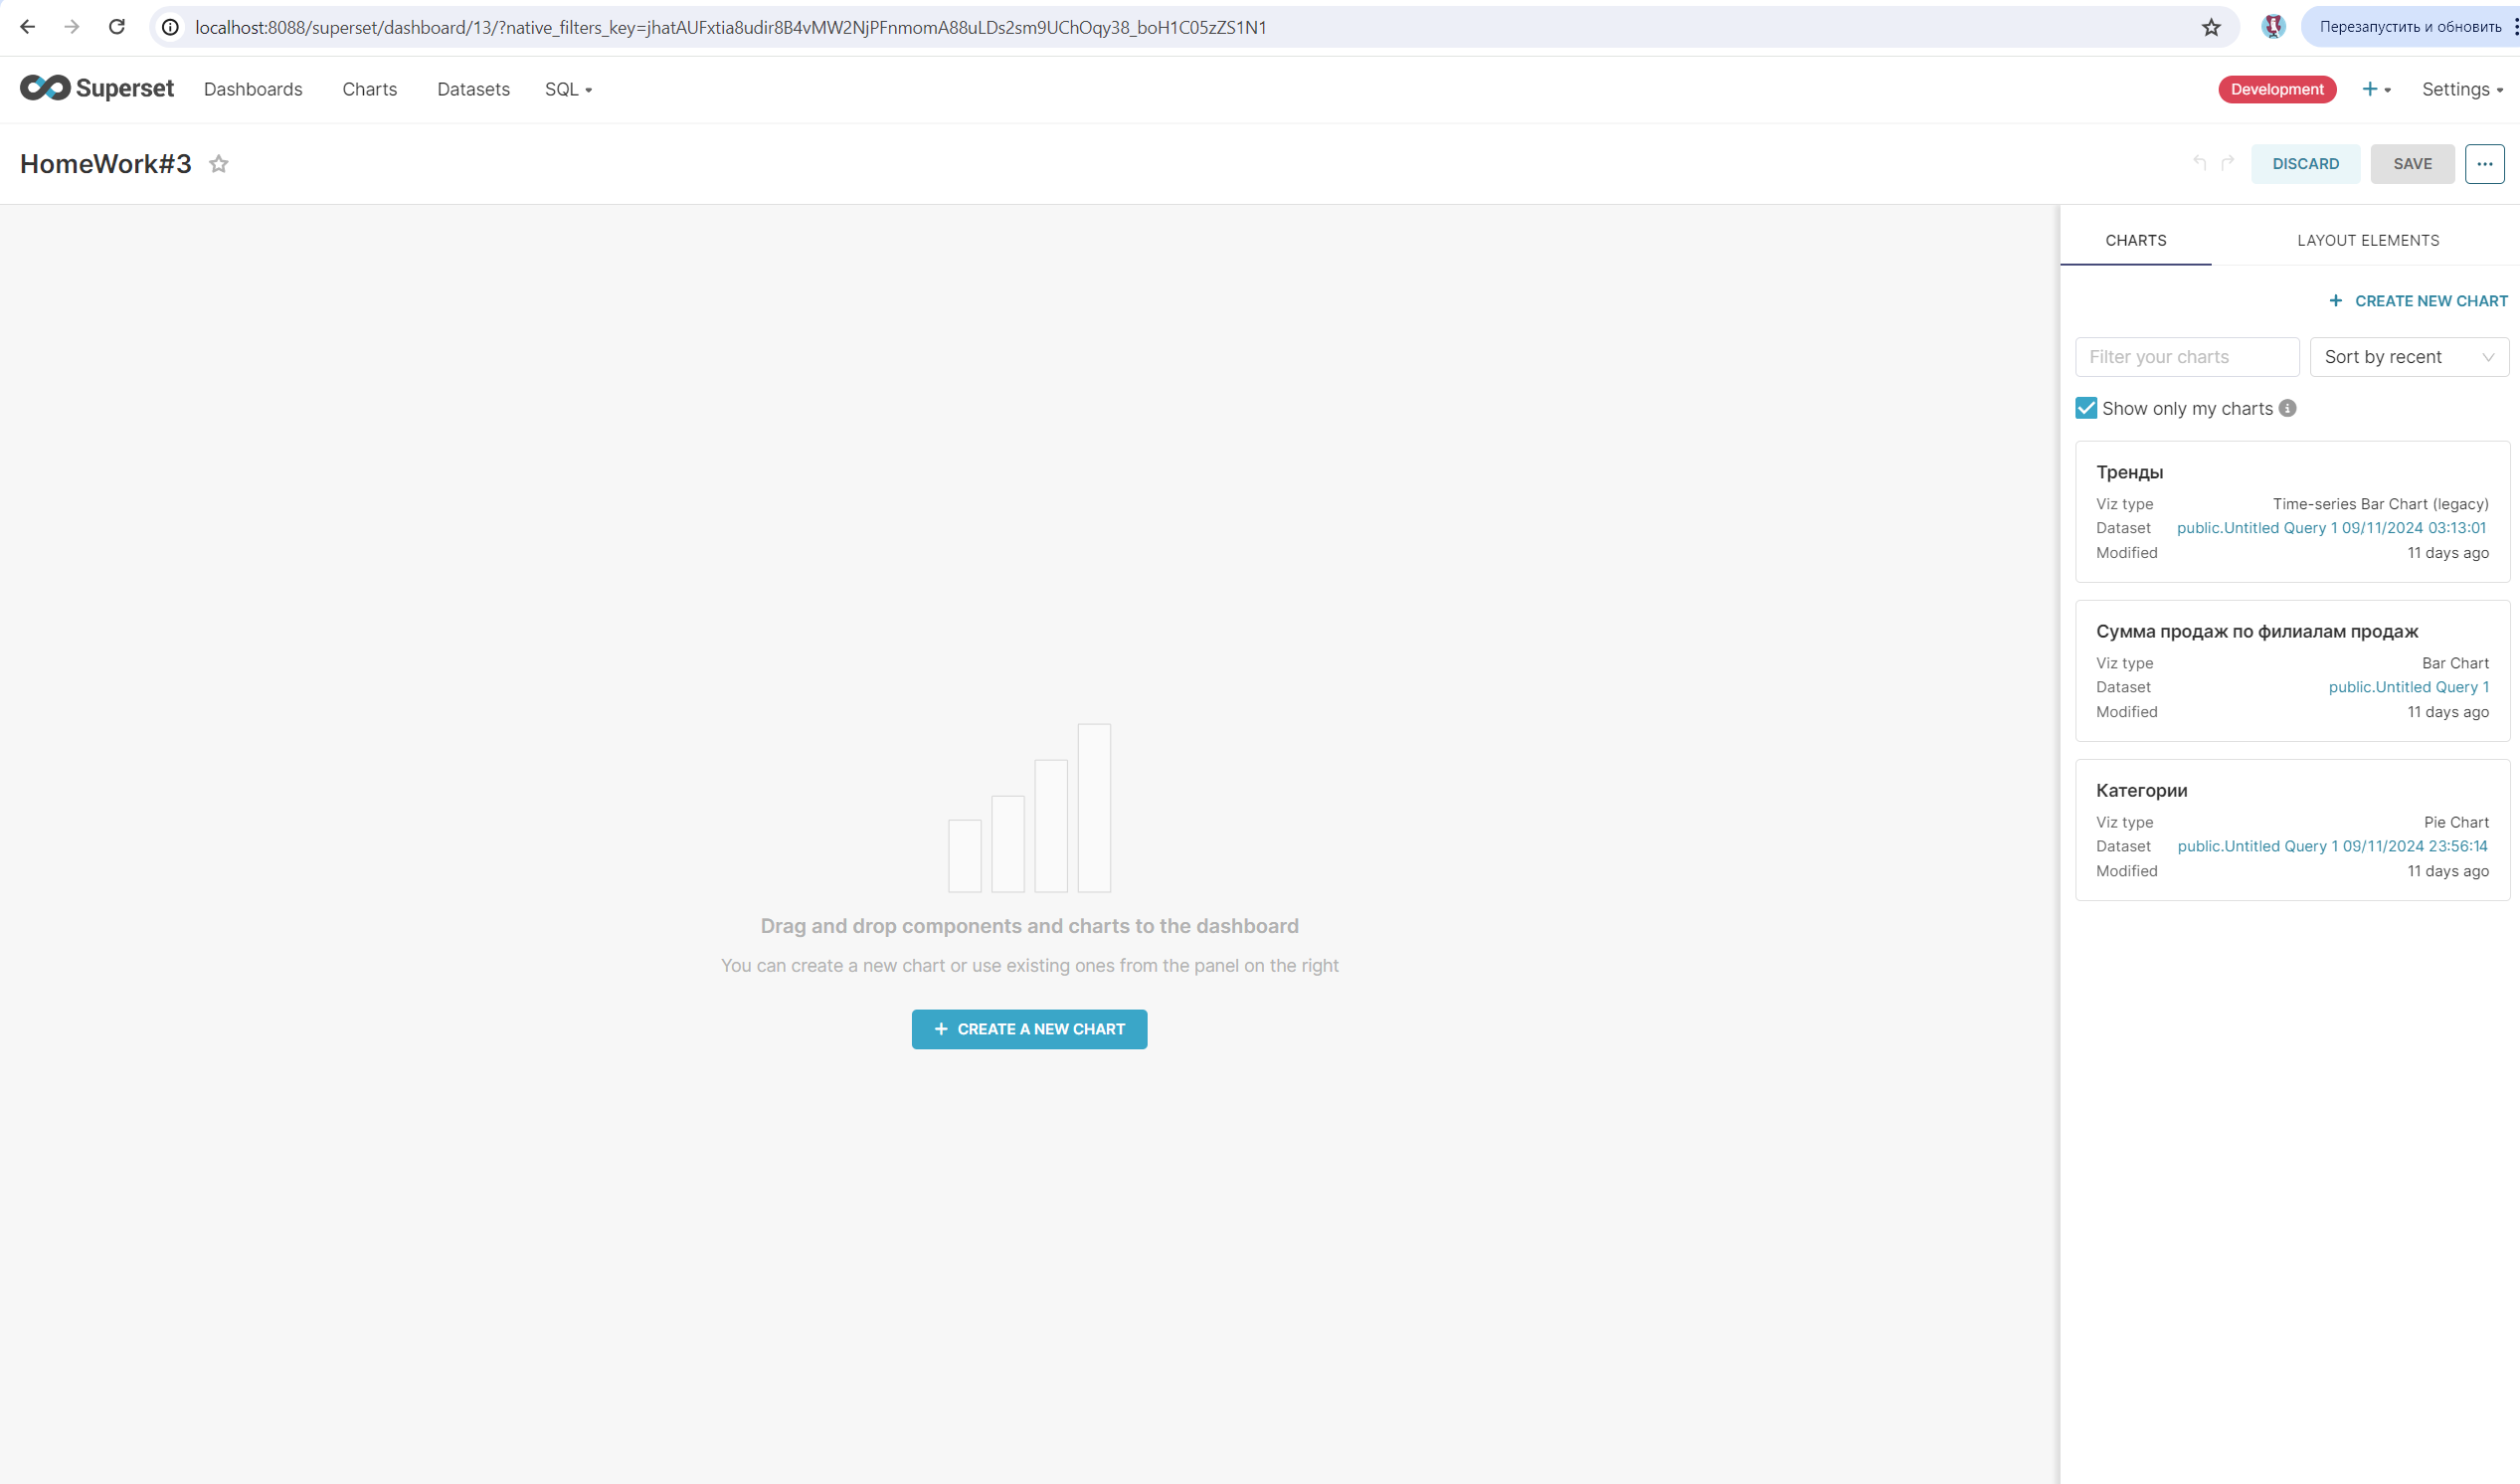 localhost:8088/superset/dashboard/13/?native_filters_key=jhatAUFxtia8udir8B4vMW2NjPFnmomA88uLDs2sm9UChOqy38_boH1C05zZS1N1
Перезапустить и обновить
Superset Dashboards Charts Datasets SQL
Development + Settings
HomeWork#3
DISCARD SAVE ...
CHARTS LAYOUT ELEMENTS
+ CREATE NEW CHART
Filter your charts Sort by recent
Show only my charts
Тренды
Viz type Time-series Bar Chart (legacy)
Dataset public.Untitled Query 1 09/11/2024 03:13:01
Modified 11 days ago
Сумма продаж по филиалам продаж
Viz type Bar Chart
Dataset public.Untitled Query 1
Modified 11 days ago
Категории
Viz type Pie Chart
Dataset public.Untitled Query 1 09/11/2024 23:56:14
Modified 11 days ago
Drag and drop components and charts to the dashboard
You can create a new chart or use existing ones from the panel on the right
+ CREATE A NEW CHART